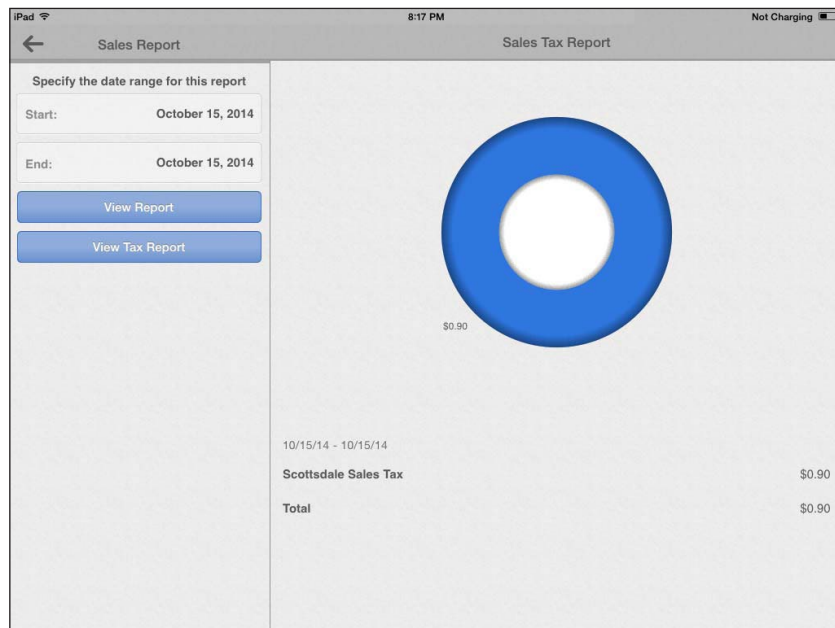 iPad 8:17 PM Not Charging
Sales Report
Sales Tax Report
Specify the date range for this report
Start: October 15, 2014
End: October 15, 2014
View Report
View Tax Report
$0.90
10/15/14 - 10/15/14
Scottsdale Sales Tax $0.90
Total $0.90